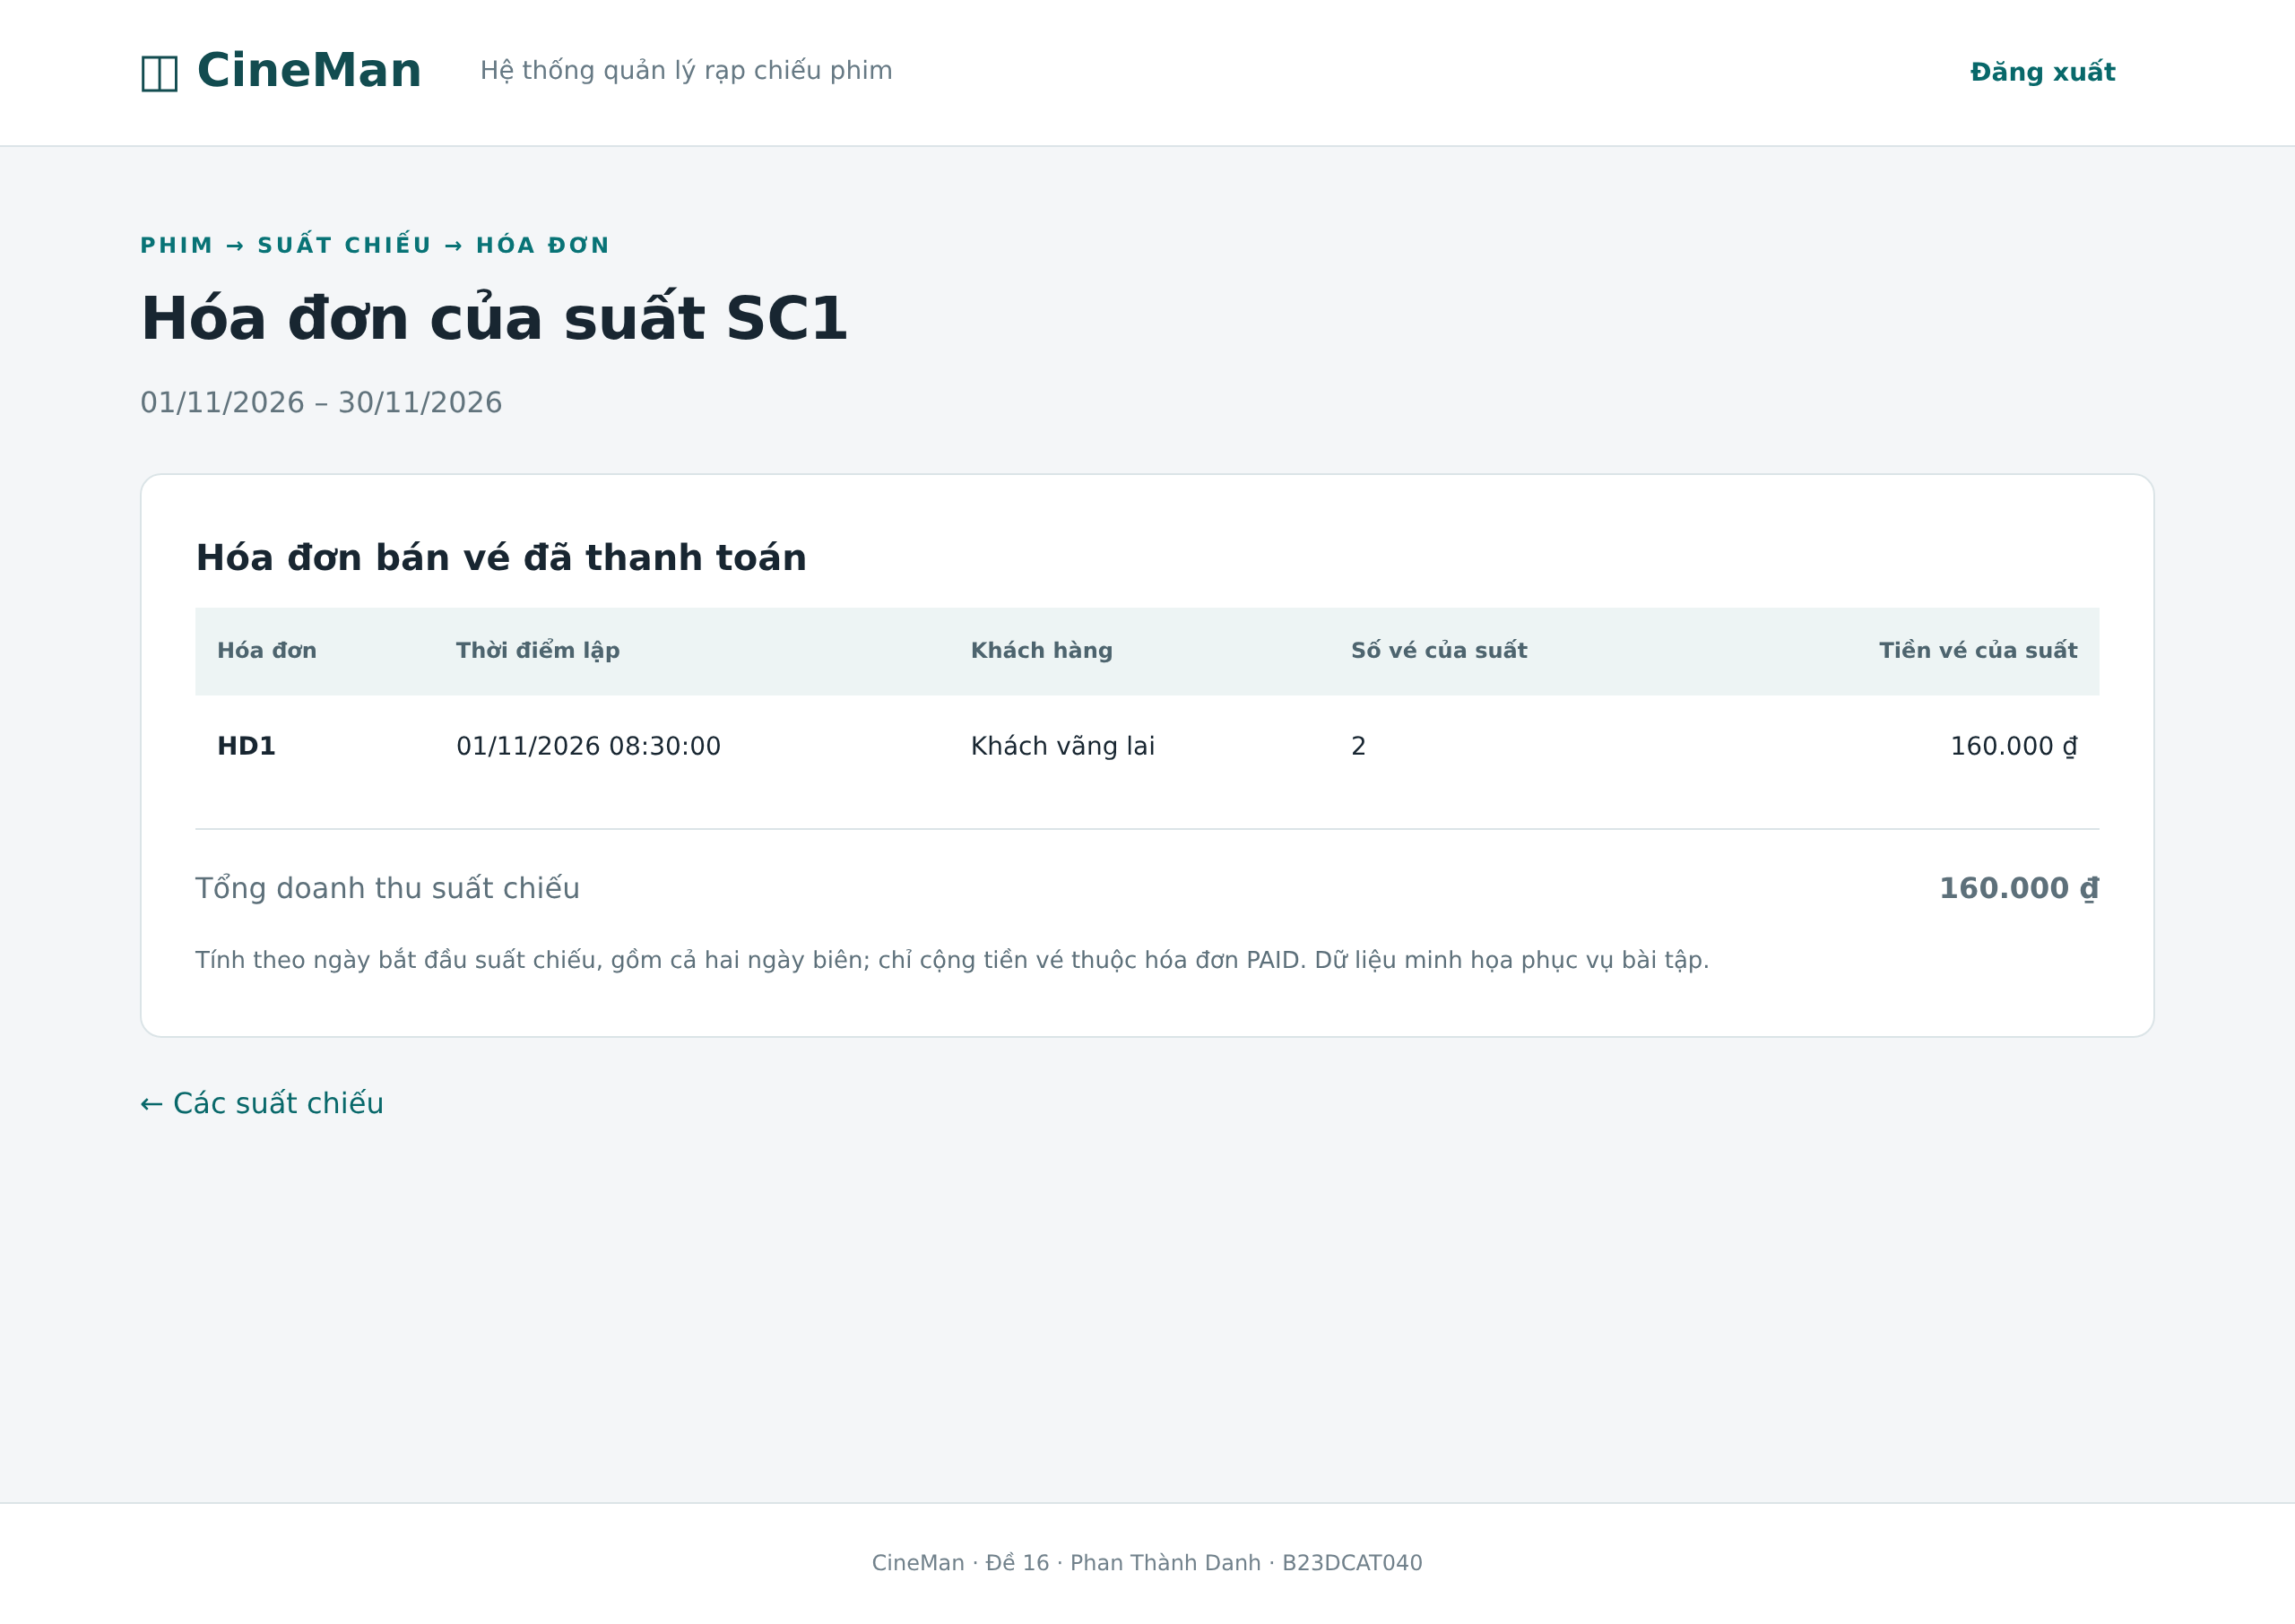 CineMan Hệ thống quản lý rạp chiếu phim Đăng xuất
PHIM → SUẤT CHIẾU → HÓA ĐƠN
Hóa đơn của suất SC1
01/11/2026 – 30/11/2026
Hóa đơn bán vé đã thanh toán
Hóa đơn Thời điểm lập Khách hàng Số vé của suất Tiền vé của suất
HD1 01/11/2026 08:30:00 Khách vãng lai 2 160.000 ₫
Tổng doanh thu suất chiếu 160.000 ₫
Tính theo ngày bắt đầu suất chiếu, gồm cả hai ngày biên; chỉ cộng tiền vé thuộc hóa đơn PAID. Dữ liệu minh họa phục vụ bài tập.
← Các suất chiếu
CineMan · Đề 16 · Phan Thành Danh · B23DCAT040